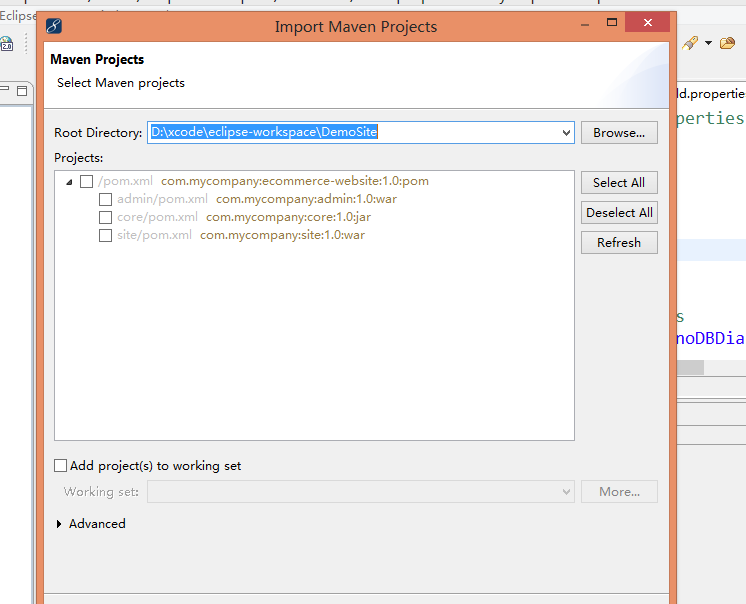 Eclipse
Import Maven Projects
Maven Projects
Select Maven projects
Root Directory: D:\xcode\eclipse-workspace\DemoSite Browse...
Projects:
/pom.xml com.mycompany:ecommerce-website:1.0:pom
admin/pom.xml com.mycompany:admin:1.0:war
core/pom.xml com.mycompany:core:1.0:jar
site/pom.xml com.mycompany:site:1.0:war
Select All
Deselect All
Refresh
Add project(s) to working set
Working set: More...
Advanced
ld.propertie
perties
s
noDBDia
2.0